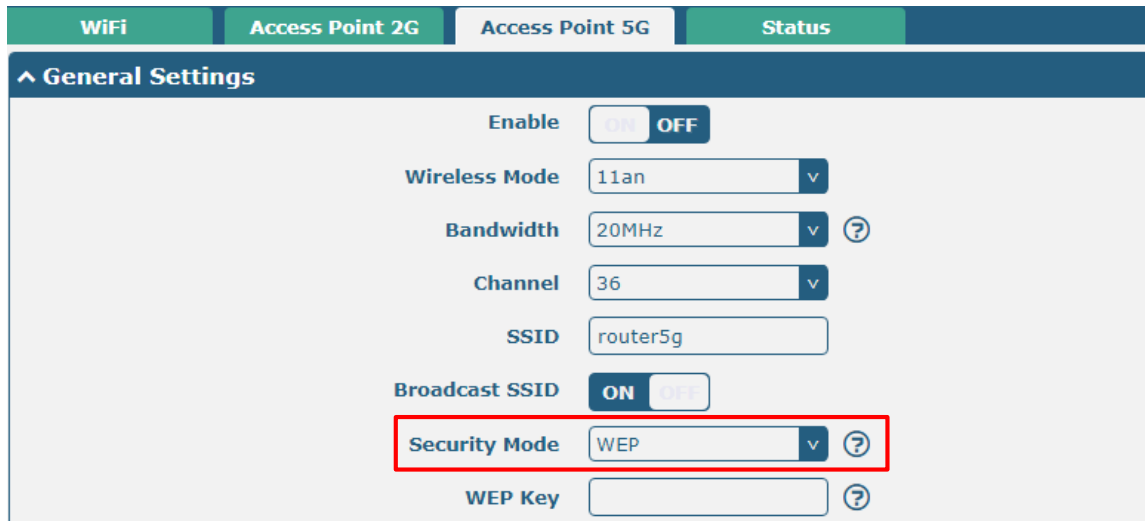 WiFi Access Point 2G Access Point 5G Status
General Settings
Enable ON OFF
Wireless Mode 11an v
Bandwidth 20MHz v ?
Channel 36 v
SSID router5g
Broadcast SSID ON OFF
Security Mode WEP v ?
WEP Key ?